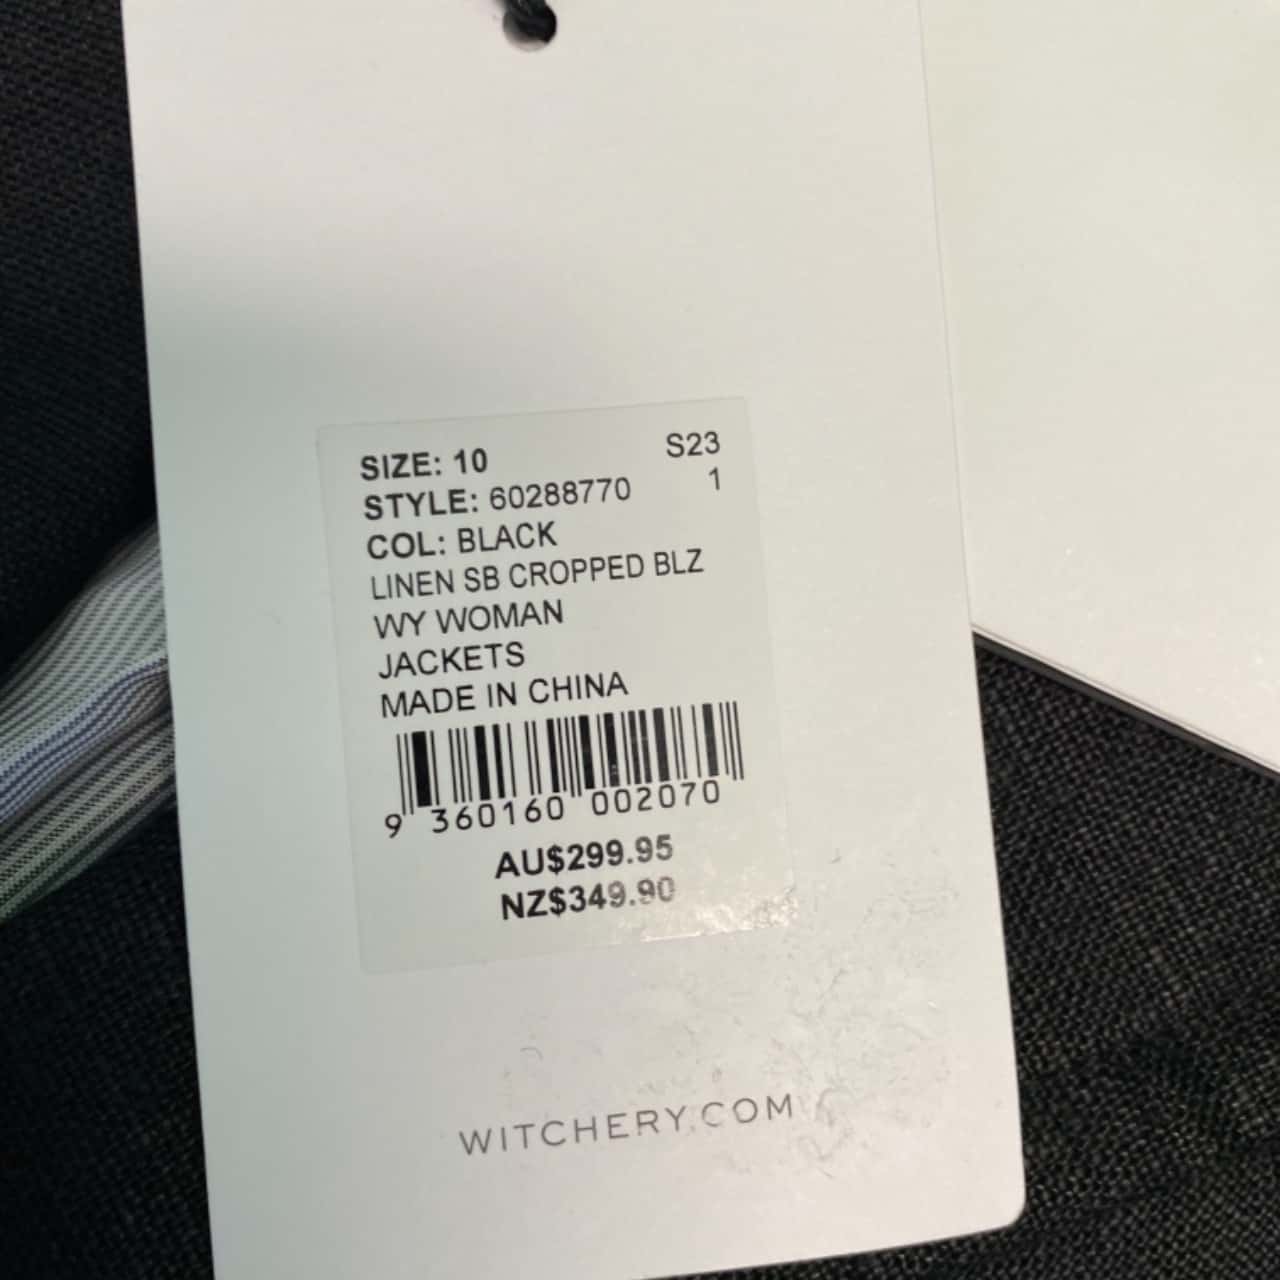 SIZE: 10 S23
STYLE: 60288770 1
COL: BLACK
LINEN SB CROPPED BLZ
WY WOMAN
JACKETS
MADE IN CHINA
9 360160 002070
AU$299.95
NZ$349.90
WITCHERY.COM